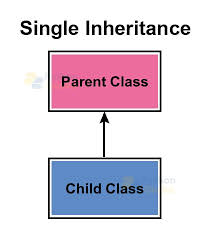 Single Inheritance
Parent Class
Child Class